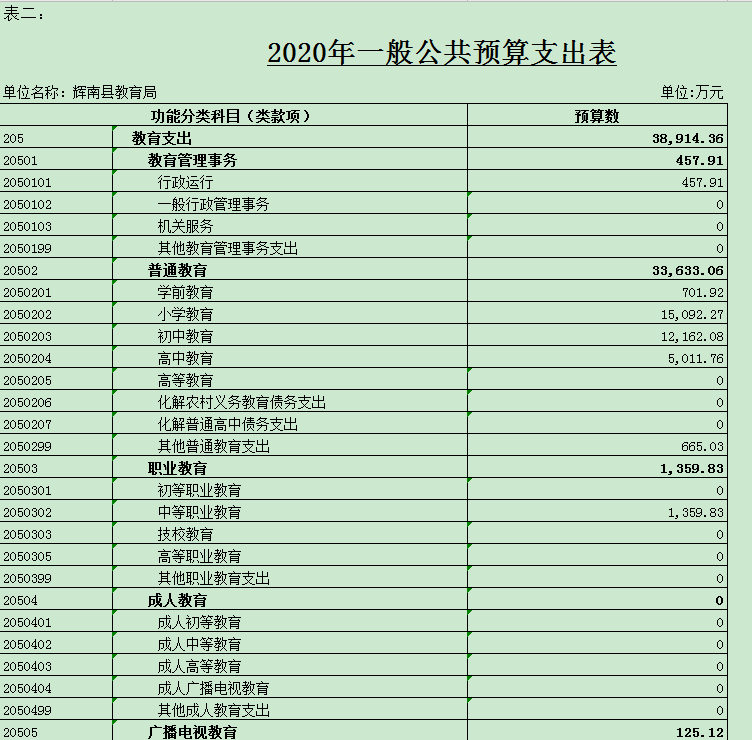 表二：
2020年一般公共预算支出表
单位名称：辉南县教育局 单位:万元
功能分类科目（类款项） 预算数
205 教育支出 38,914.36
20501 教育管理事务 457.91
2050101 行政运行 457.91
2050102 一般行政管理事务 0
2050103 机关服务 0
2050199 其他教育管理事务支出 0
20502 普通教育 33,633.06
2050201 学前教育 701.92
2050202 小学教育 15,092.27
2050203 初中教育 12,162.08
2050204 高中教育 5,011.76
2050205 高等教育 0
2050206 化解农村义务教育债务支出 0
2050207 化解普通高中债务支出 0
2050299 其他普通教育支出 665.03
20503 职业教育 1,359.83
2050301 初等职业教育 0
2050302 中等职业教育 1,359.83
2050303 技校教育 0
2050305 高等职业教育 0
2050399 其他职业教育支出 0
20504 成人教育 0
2050401 成人初等教育 0
2050402 成人中等教育 0
2050403 成人高等教育 0
2050404 成人广播电视教育 0
2050499 其他成人教育支出 0
20505 广播电视教育 125.12